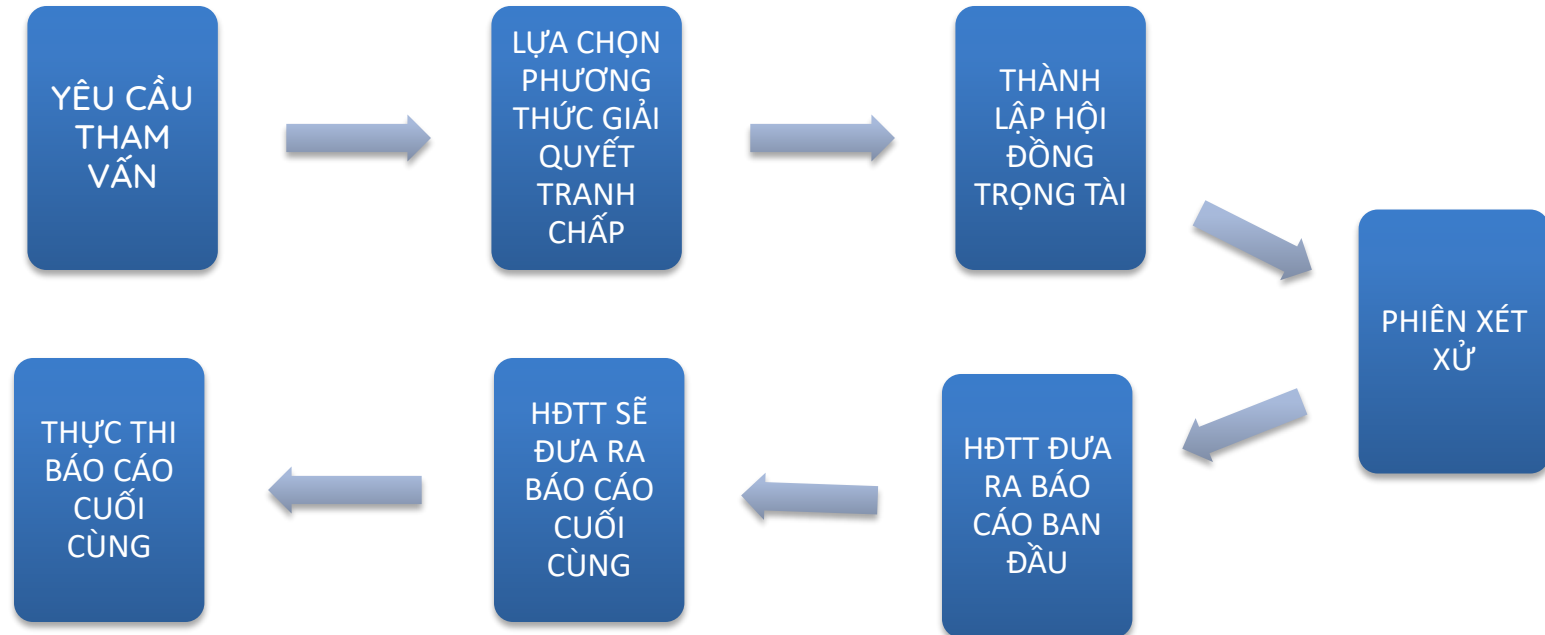 YÊU CẦU
THAM
VẤN
LỰA CHỌN
PHƯƠNG
THỨC GIẢI
QUYẾT
TRANH
CHẤP
THÀNH
LẬP HỘI
ĐỒNG
TRỌNG TÀI
PHIÊN XÉT
XỬ
HĐTT ĐƯA
RA BÁO
CÁO BAN
ĐẦU
HĐTT SẼ
ĐƯA RA
BÁO CÁO
CUỐI
CÙNG
THỰC THI
BÁO CÁO
CUỐI
CÙNG